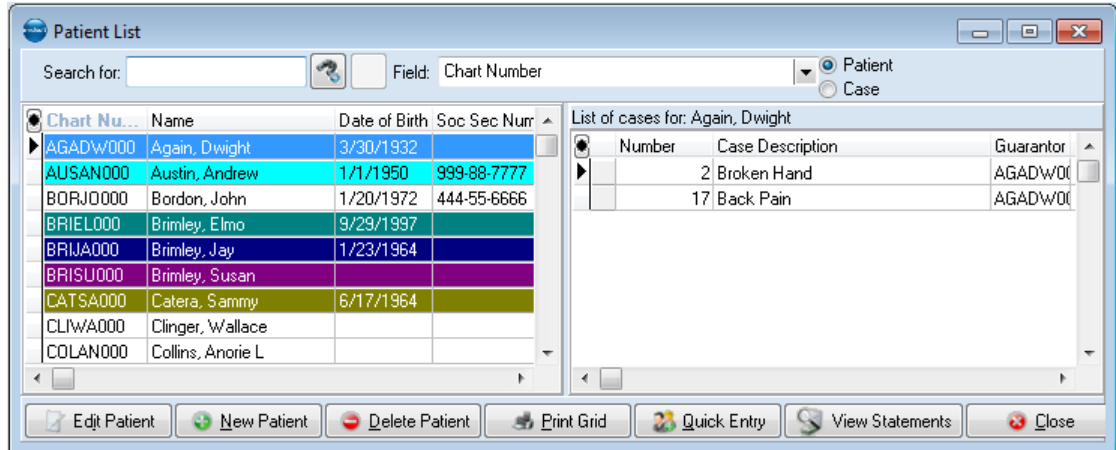 Patient List
Search for: Field: Chart Number Patient
Case
Chart Nu... Name Date of Birth Soc Sec Num
AGADW000 Again, Dwight 3/30/1932
AUSAN000 Austin, Andrew 1/1/1950 999-88-7777
BORJO000 Bordon, John 1/20/1972 444-55-6666
BRIEL000 Brimley, Elmo 9/29/1997
BRIJA000 Brimley, Jay 1/23/1964
BRISU000 Brimley, Susan
CATSA000 Catera, Sammy 6/17/1964
CLIWA000 Clinger, Wallace
COLAN000 Collins, Anorie L
List of cases for: Again, Dwight
Number Case Description Guarantor
2 Broken Hand AGADW00
17 Back Pain AGADW00
Edit Patient New Patient Delete Patient Print Grid Quick Entry View Statements Close